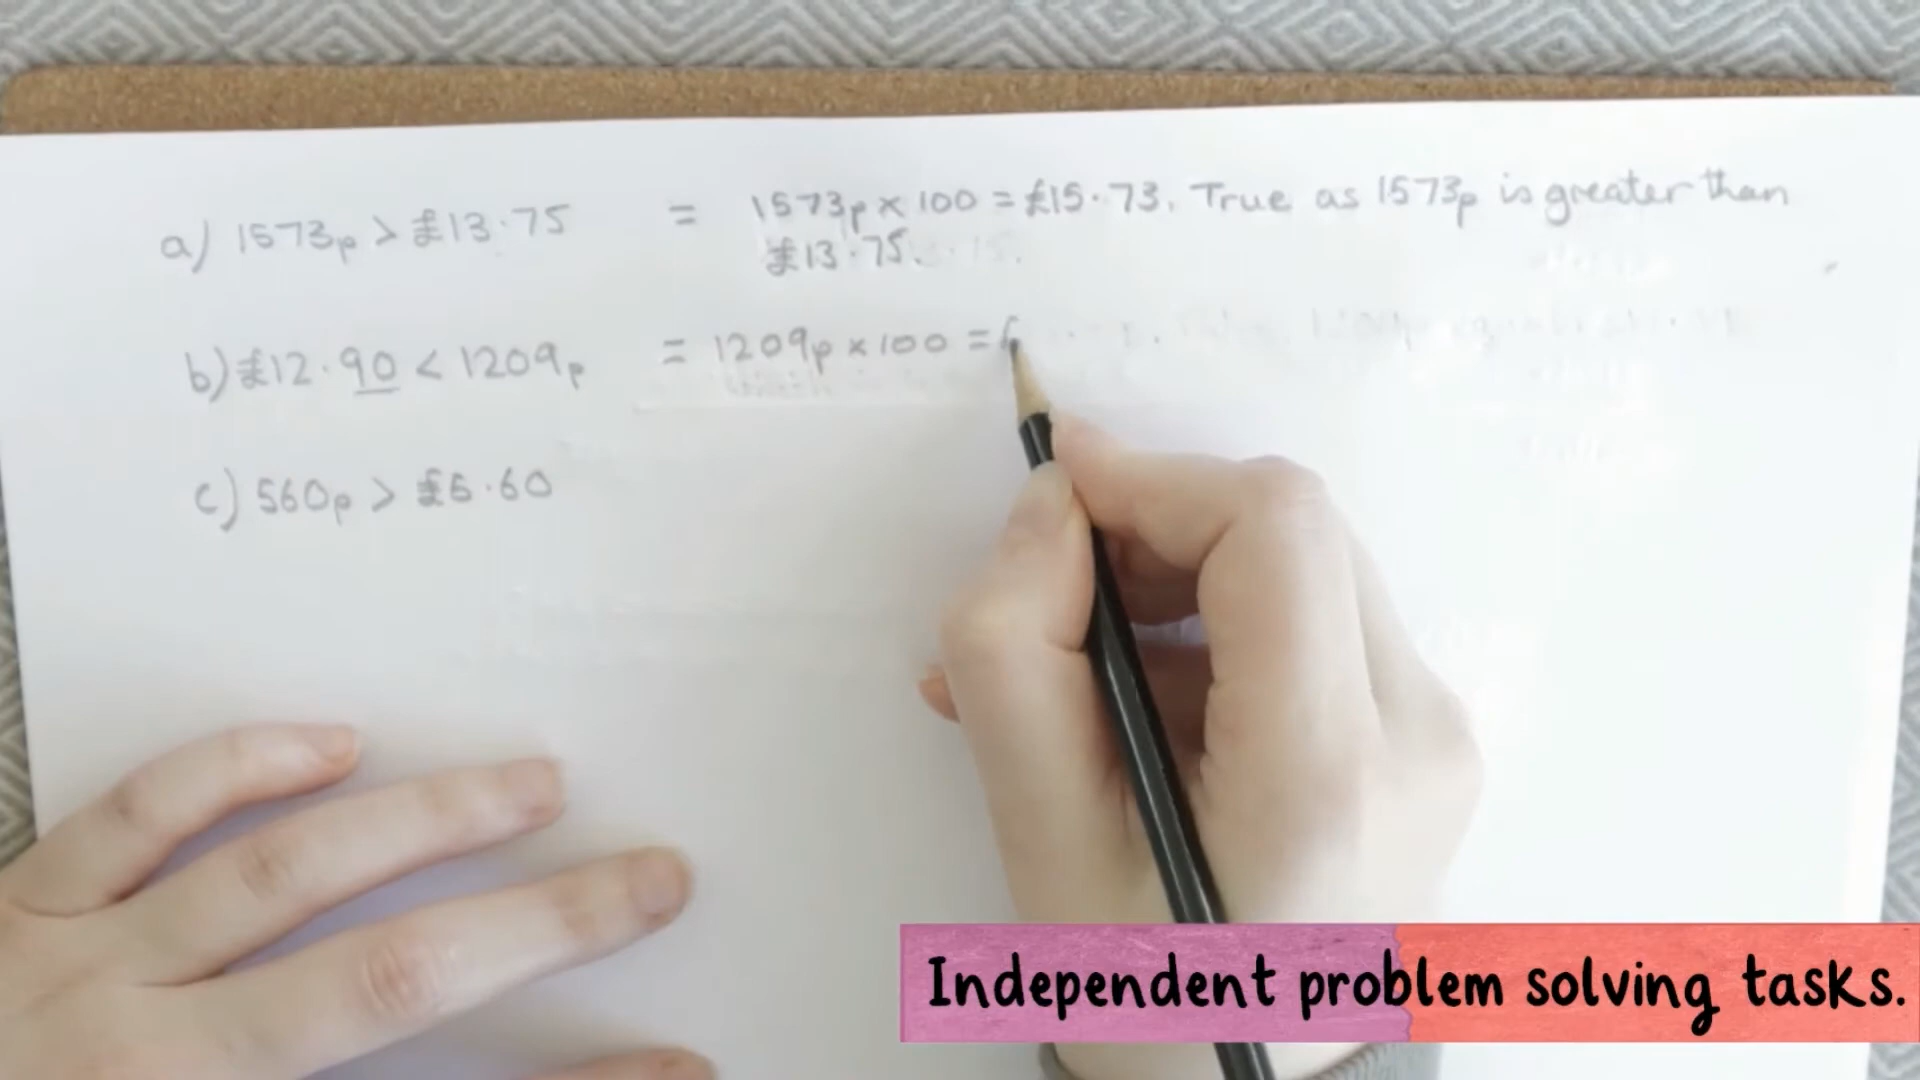 a) 1573p > £13.75 = 1573p x 100 = £15.73. True as 1573p is greater than
£13.75.
b) £12.90 < 1209p = 1209p x 100 =
c) 560p > £5.60
Independent problem solving tasks.